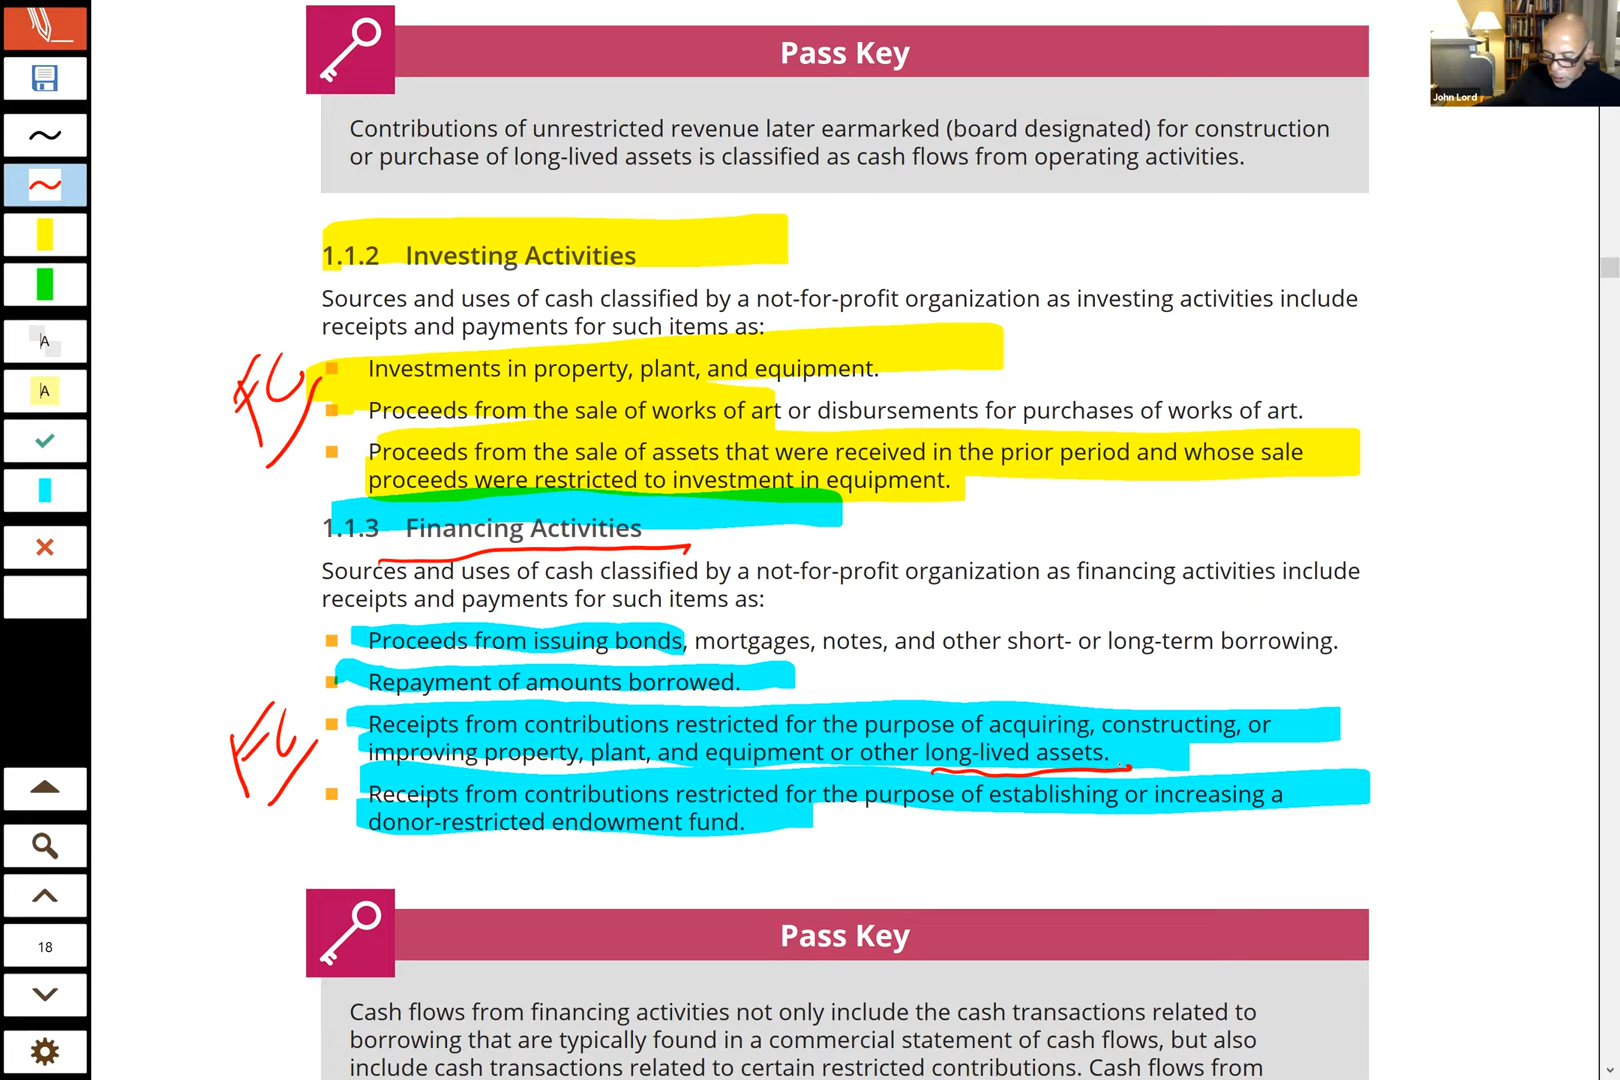 Pass Key
John Lord
Contributions of unrestricted revenue later earmarked (board designated) for construction
or purchase of long-lived assets is classified as cash flows from operating activities.
1.1.2 Investing Activities
Sources and uses of cash classified by a not-for-profit organization as investing activities include
receipts and payments for such items as:
Investments in property, plant, and equipment.
Proceeds from the sale of works of art or disbursements for purchases of works of art.
Proceeds from the sale of assets that were received in the prior period and whose sale
proceeds were restricted to investment in equipment.
1.1.3 Financing Activities
Sources and uses of cash classified by a not-for-profit organization as financing activities include
receipts and payments for such items as:
Proceeds from issuing bonds, mortgages, notes, and other short- or long-term borrowing.
Repayment of amounts borrowed.
Receipts from contributions restricted for the purpose of acquiring, constructing, or
improving property, plant, and equipment or other long-lived assets.
Receipts from contributions restricted for the purpose of establishing or increasing a
donor-restricted endowment fund.
Pass Key
Cash flows from financing activities not only include the cash transactions related to
borrowing that are typically found in a commercial statement of cash flows, but also
include cash transactions related to certain restricted contributions. Cash flows from
A
A
18